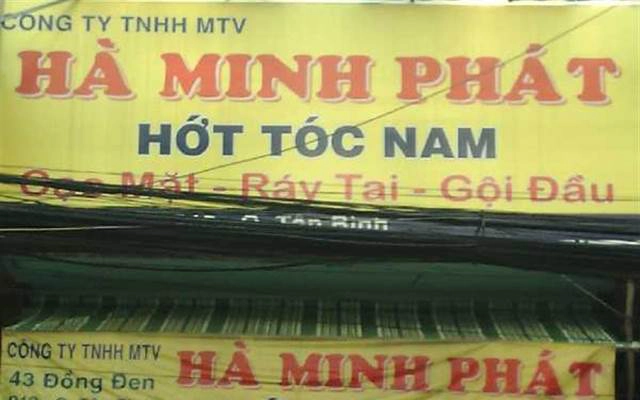 CÔNG TY TNHH MTV
HÀ MINH PHÁT
HỚT TÓC NAM
Cạo Mặt - Ráy Tai - Gội Đầu
Q. Tân Bình
CÔNG TY TNHH MTV
43 Đồng Đen
HÀ MINH PHÁT